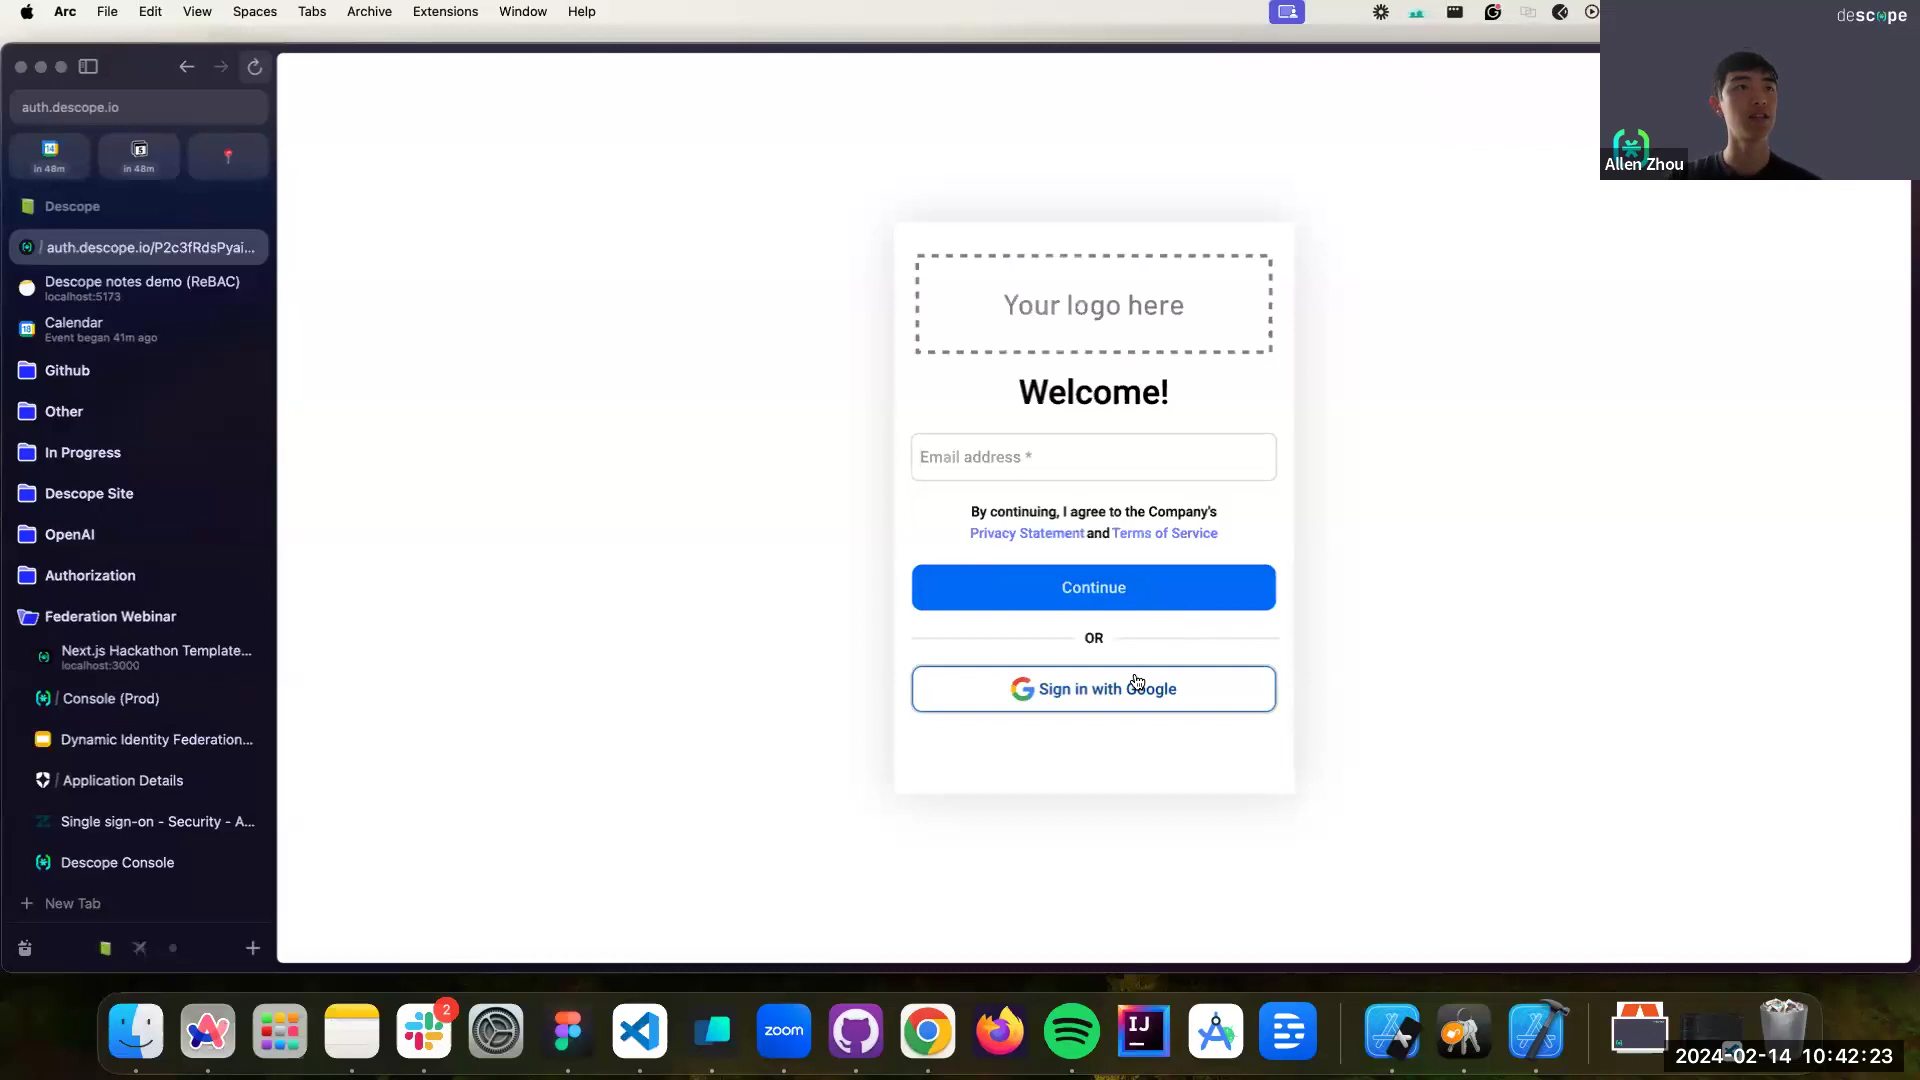 Arc File Edit View Spaces Tabs Archive Extensions Window Help
descope
Allen Zhou
auth.descope.io
14
in 48m
in 48m
Descope
/ auth.descope.io/P2c3fRdsPyai...
Descope notes demo (ReBAC)
localhost:5173
Calendar
Event began 41m ago
Github
Other
In Progress
Descope Site
OpenAI
Authorization
Federation Webinar
Next.js Hackathon Template...
localhost:3000
/ Console (Prod)
Dynamic Identity Federation...
/ Application Details
Single sign-on - Security - A...
Descope Console
+ New Tab
Your logo here
Welcome!
Email address *
By continuing, I agree to the Company's
Privacy Statement and Terms of Service
Continue
OR
Sign in with Google
2
zoom
IJ
2024-02-14 10:42:23